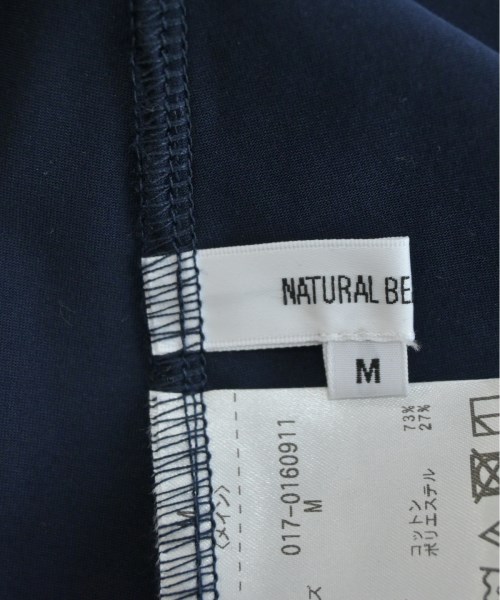 NATURAL BE
M
017-0160911
M
<メイン>
コットン 73%
ポリエステル 27%
ズ